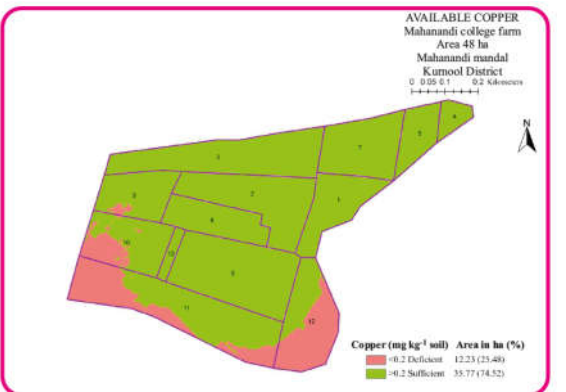 AVAILABLE COPPER
Mahanandi college farm
Area 48 ha
Mahanandi mandal
Kurnool District
0 0.05 0.1 0.2 Kilometers
N
4
5
7
3
3
2
1
8
10
13
9
11
12
Copper (mg kg-1 soil) Area in ha (%)
<0.2 Deficient 12.23 (25.48)
>0.2 Sufficient 35.77 (74.52)